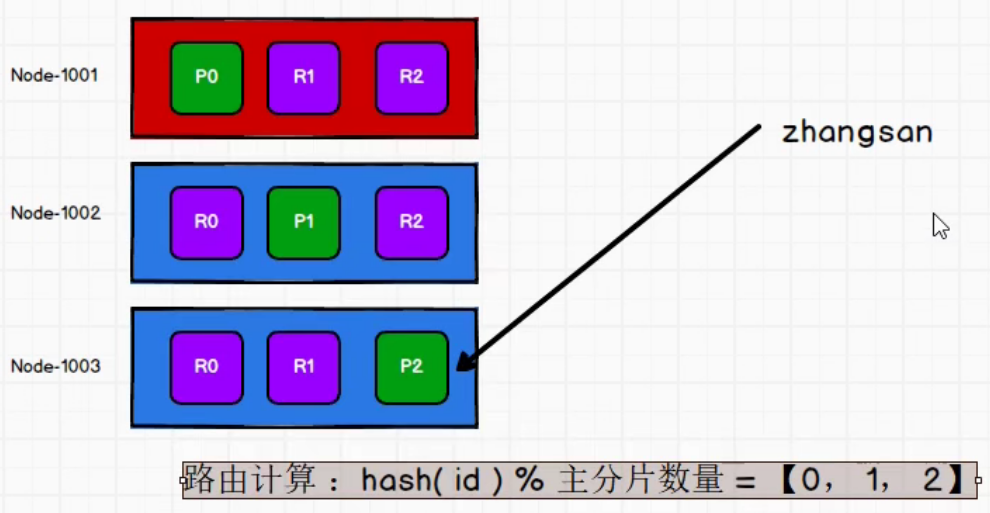 Node-1001 P0 R1 R2
zhangsan
Node-1002 R0 P1 R2
Node-1003 R0 R1 P2
路由计算：hash( id ) % 主分片数量 = 【0， 1， 2】